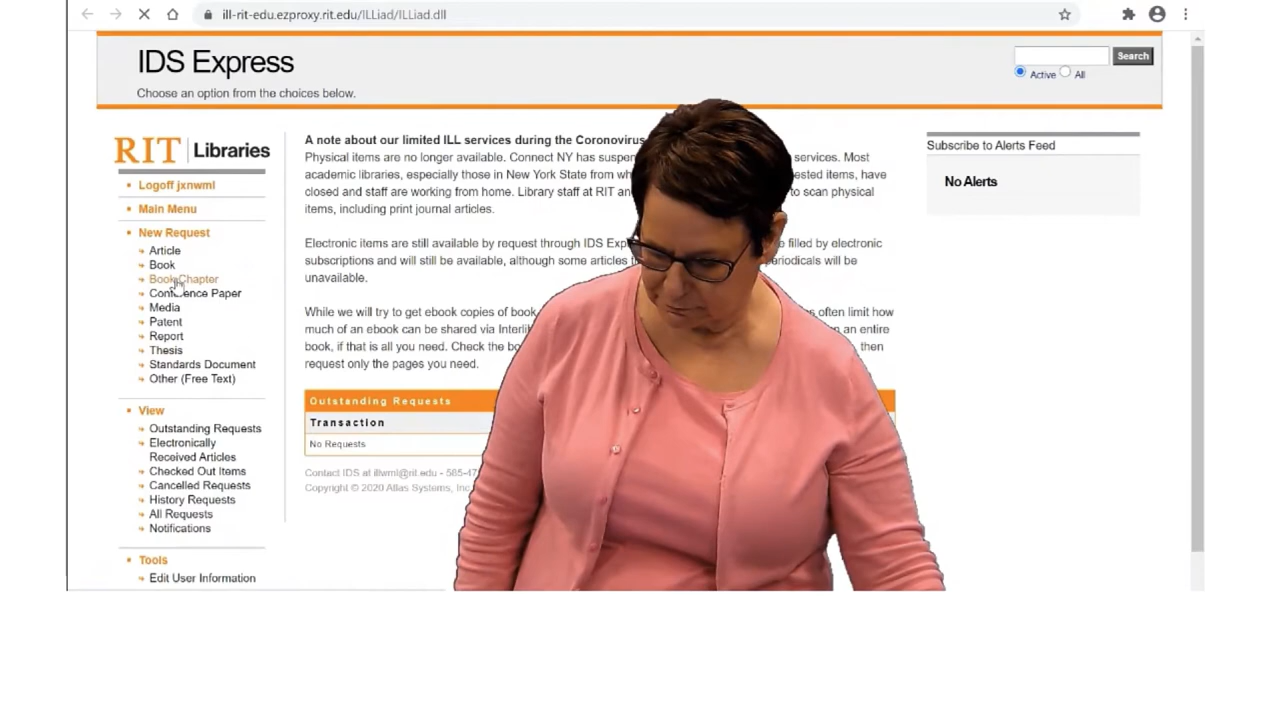 ill-rit-edu.ezproxy.rit.edu/ILLiad/ILLiad.dll
IDS Express
Choose an option from the choices below.
Search
Active All
RIT Libraries
Logoff jxnwml
Main Menu
New Request
Article
Book
Book Chapter
Conference Paper
Media
Patent
Report
Thesis
Standards Document
Other (Free Text)
View
Outstanding Requests
Electronically
Received Articles
Checked Out Items
Cancelled Requests
History Requests
All Requests
Notifications
Tools
Edit User Information
A note about our limited ILL services during the Coronavirus
Physical items are no longer available. Connect NY has services. Most
academic libraries, especially those in New York State from items, have
closed and staff are working from home. Library staff at RIT to scan physical
items, including print journal articles.
Electronic items are still available by request through IDS filled by electronic
subscriptions and will still be available, although some articles will be
unavailable.
While we will try to get ebook copies of book often limit how
much of an ebook can be shared via an entire
book, if that is all you need. Check the then
request only the pages you need.
Outstanding Requests
Transaction
No Requests
Contact IDS at illwml@rit.edu -
Copyright © 2020 Atlas Systems, Inc
Subscribe to Alerts Feed
No Alerts